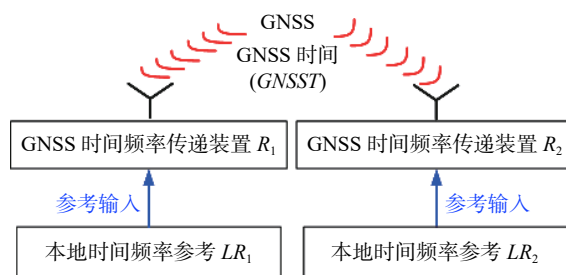 GNSS
GNSS 时间
(GNSST)
GNSS 时间频率传递装置 R₁
GNSS 时间频率传递装置 R₂
参考输入
参考输入
本地时间频率参考 LR₁
本地时间频率参考 LR₂